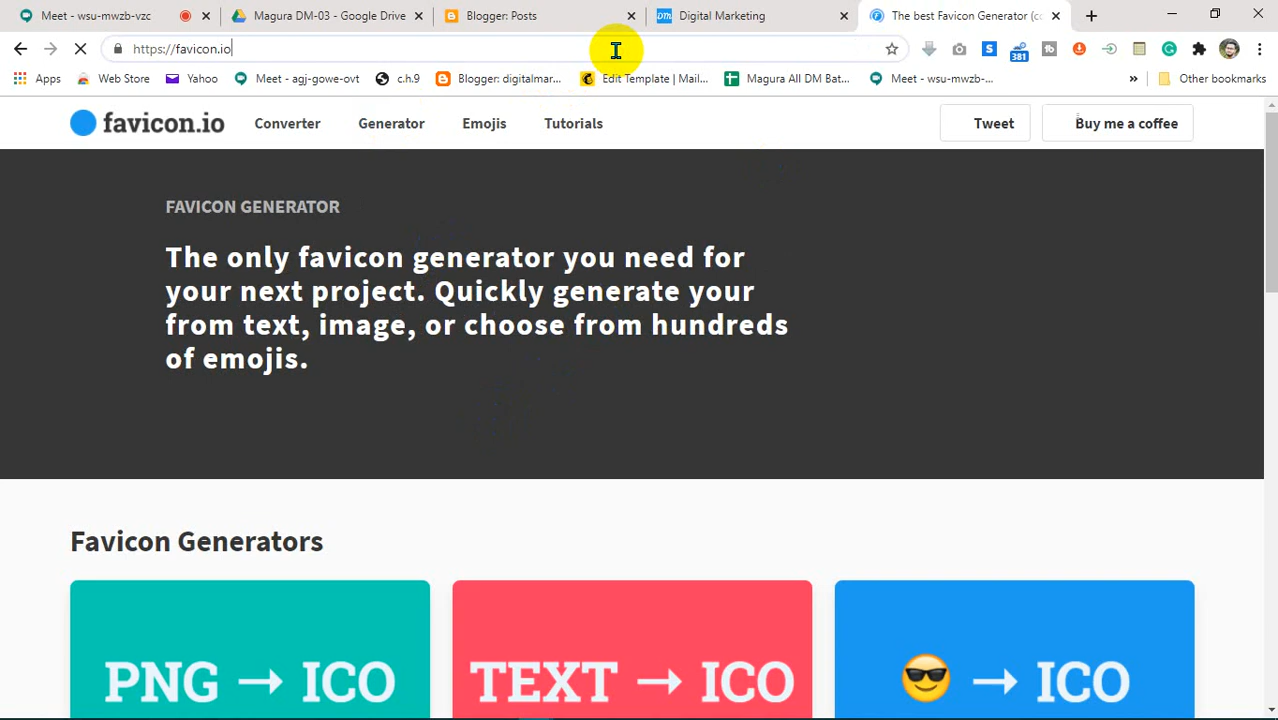 Meet - wsu-mwzb-vzc
Magura DM-03 - Google Drive
Blogger: Posts
Dm Digital Marketing
The best Favicon Generator (co
https://favicon.io
381
Apps
Web Store
Yahoo
Meet - agj-gowe-ovt
c.h.9
Blogger: digitalmar...
Edit Template | Mail...
Magura All DM Bat...
Meet - wsu-mwzb-...
»
Other bookmarks
favicon.io
Converter
Generator
Emojis
Tutorials
Tweet
Buy me a coffee
FAVICON GENERATOR
The only favicon generator you need for
your next project. Quickly generate your
from text, image, or choose from hundreds
of emojis.
Favicon Generators
PNG → ICO
TEXT → ICO
😎 → ICO